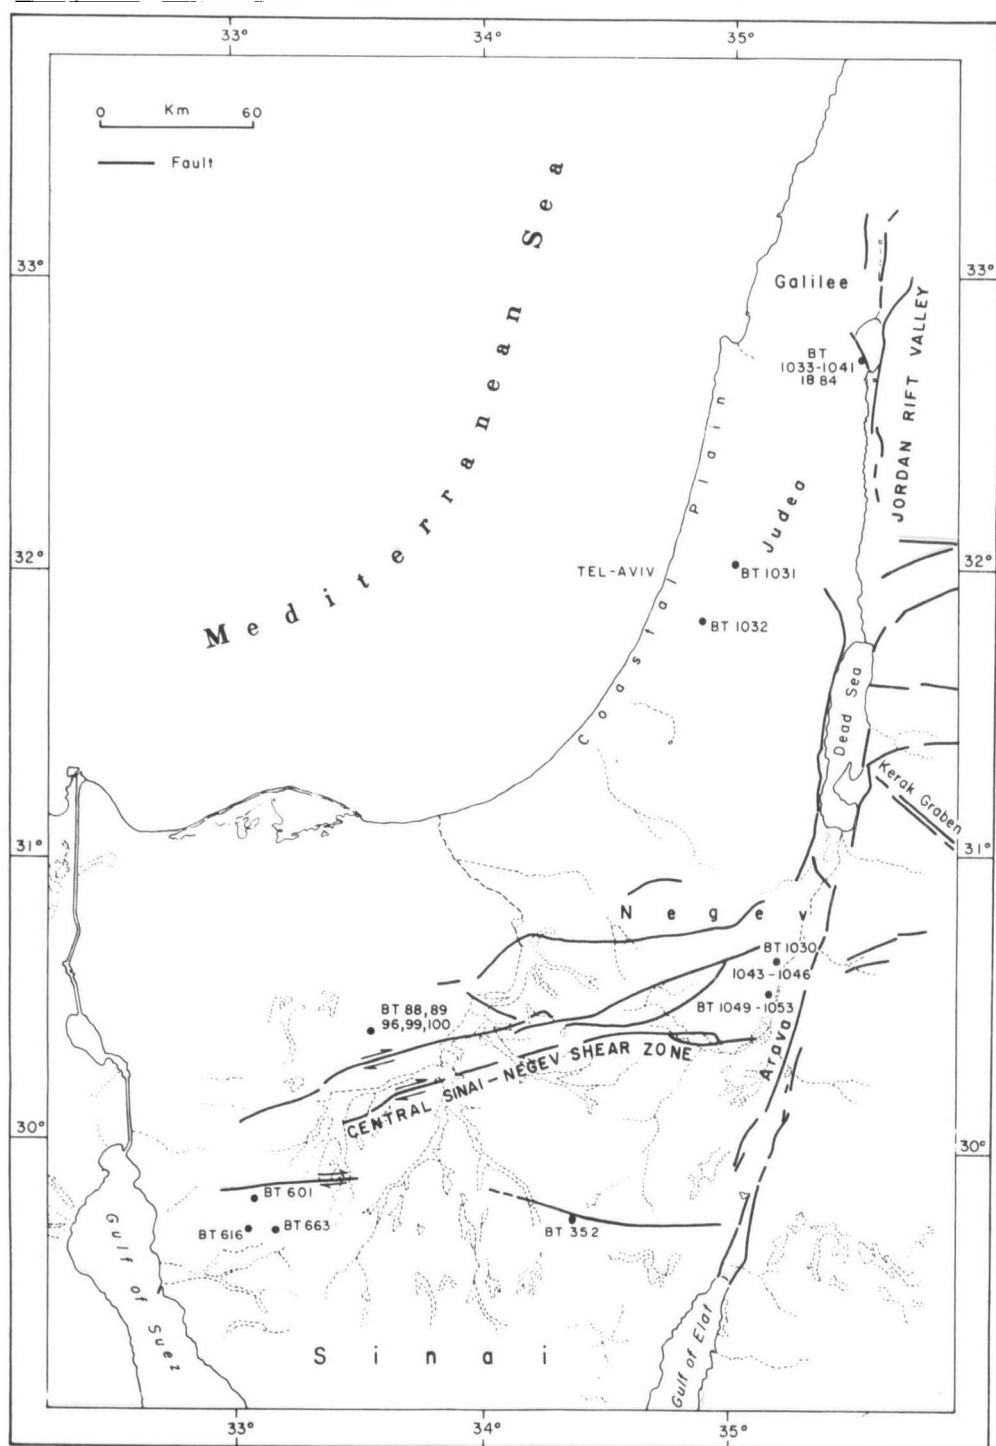 33°
34°
35°
0 Km 60
Fault
Mediterranean Sea
33°
33°
Galilee
JORDAN RIFT VALLEY
BT
1033-1041
IB 84
Coastal Plain
Judea
32°
32°
TEL-AVIV
BT 1031
BT 1032
Dead Sea
Kerak Graben
31°
31°
Negev
BT 1030
1043-1046
BT 1049-1053
BT 88,89
96,99,100
Arava
CENTRAL SINAI-NEGEV SHEAR ZONE
30°
30°
BT 601
BT 616
BT 663
BT 352
Gulf of Suez
Gulf of Elat
Sinai
33°
34°
35°